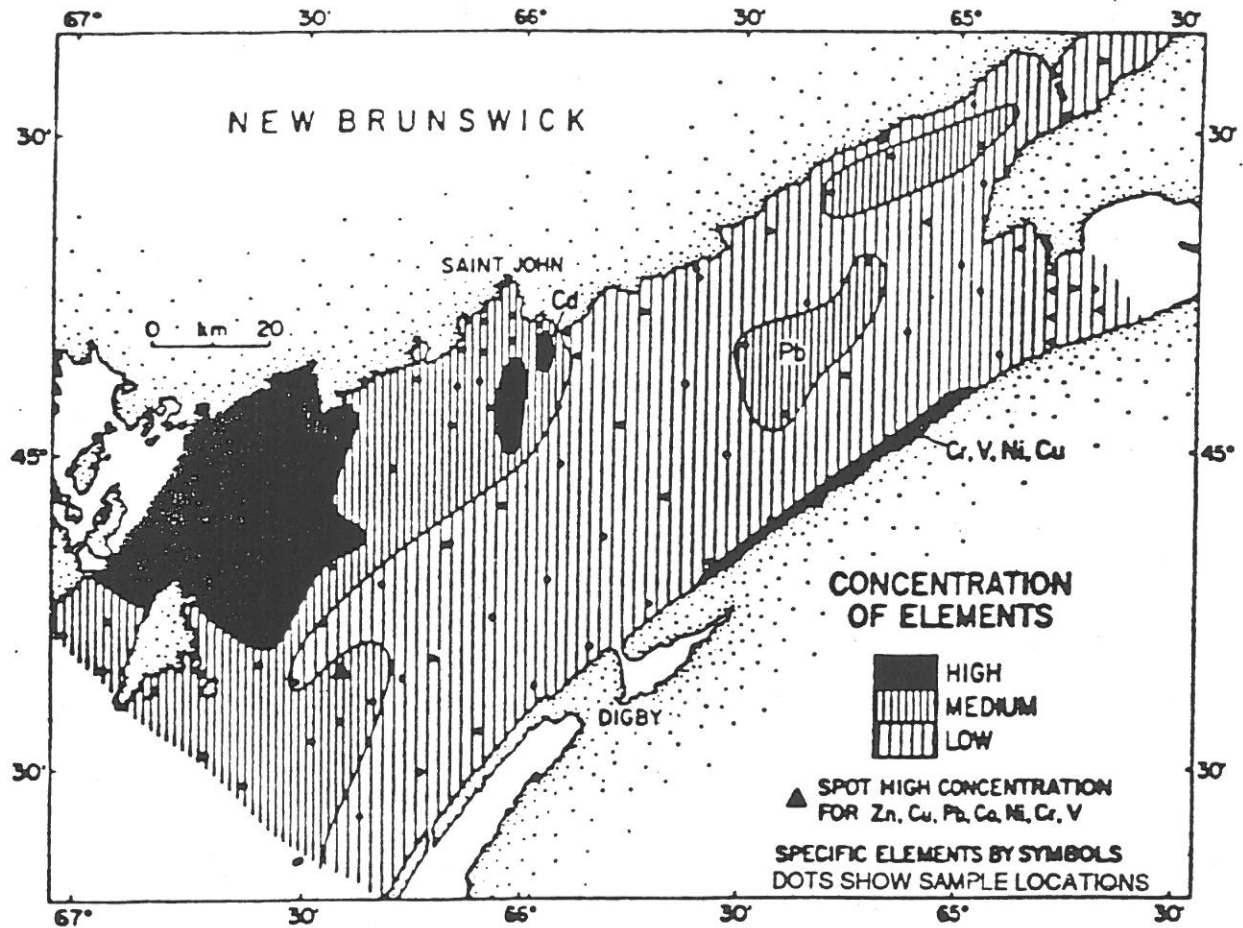 67° 30' 66° 30' 65° 30'
NEW BRUNSWICK
30' 30'
SAINT JOHN
Cd
0 km 20
Pb
45° 45°
Cr, V, Ni, Cu
CONCENTRATION
OF ELEMENTS
HIGH
MEDIUM
LOW
DIGBY
30' 30'
SPOT HIGH CONCENTRATION
FOR Zn, Cu, Pb, Co, Ni, Cr, V
SPECIFIC ELEMENTS BY SYMBOLS
DOTS SHOW SAMPLE LOCATIONS
67° 30' 66° 30' 65° 30'